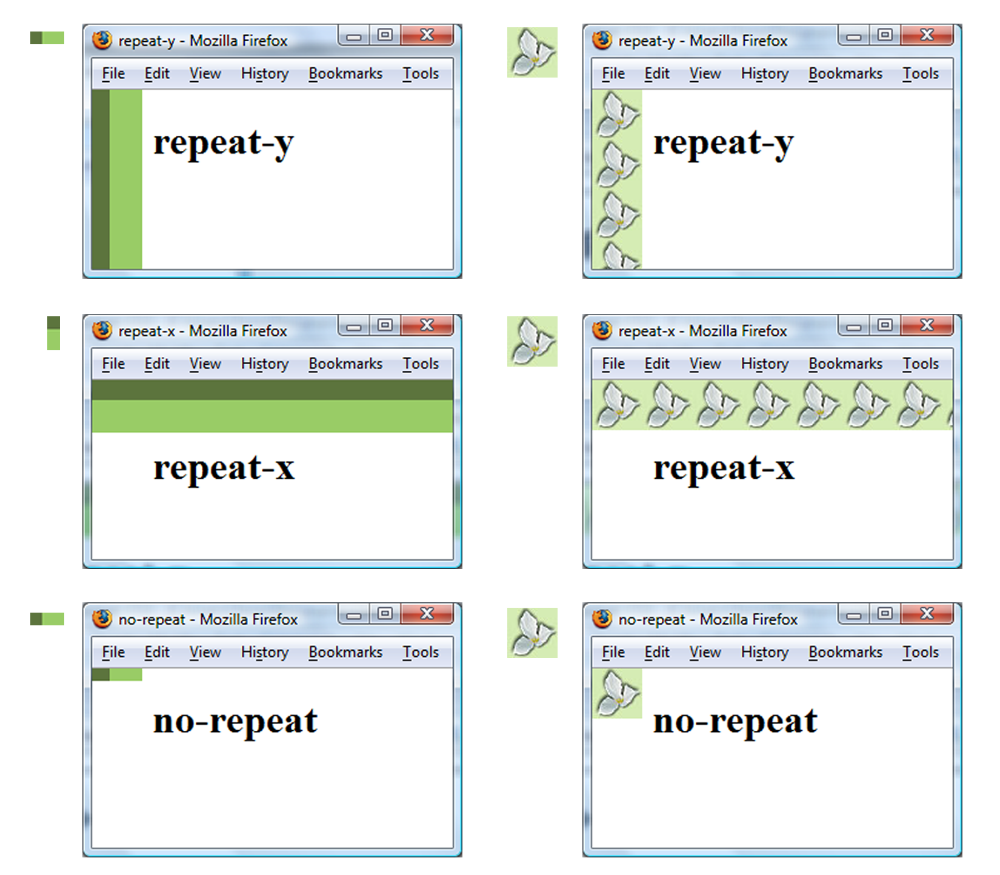 repeat-y - Mozilla Firefox
File Edit View History Bookmarks Tools
repeat-y
repeat-y - Mozilla Firefox
File Edit View History Bookmarks Tools
repeat-y
repeat-x - Mozilla Firefox
File Edit View History Bookmarks Tools
repeat-x
repeat-x - Mozilla Firefox
File Edit View History Bookmarks Tools
repeat-x
no-repeat - Mozilla Firefox
File Edit View History Bookmarks Tools
no-repeat
no-repeat - Mozilla Firefox
File Edit View History Bookmarks Tools
no-repeat